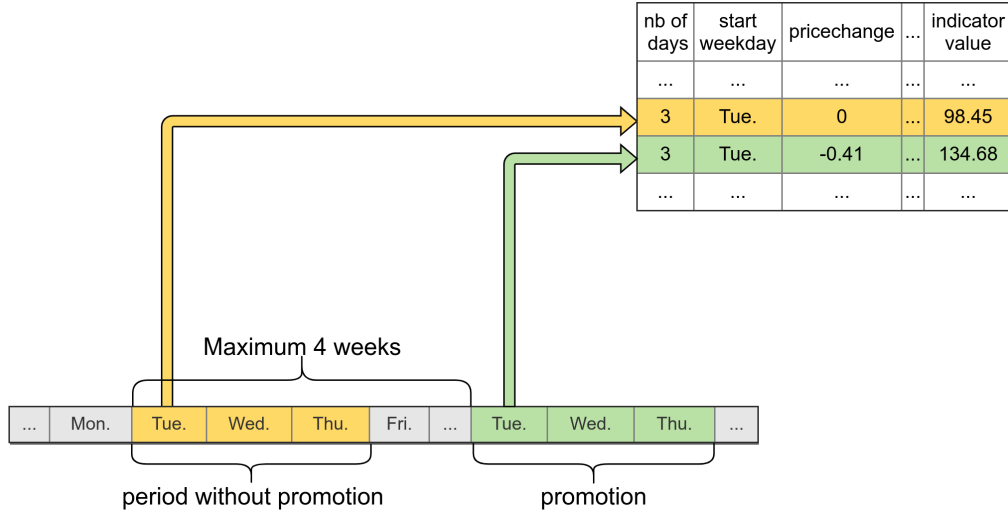 nb of days start weekday pricechange ... indicator value
... ... ... ... ...
3 Tue. 0 ... 98.45
3 Tue. -0.41 ... 134.68
... ... ... ... ...
Maximum 4 weeks
... Mon. Tue. Wed. Thu. Fri. ... Tue. Wed. Thu. ...
period without promotion promotion